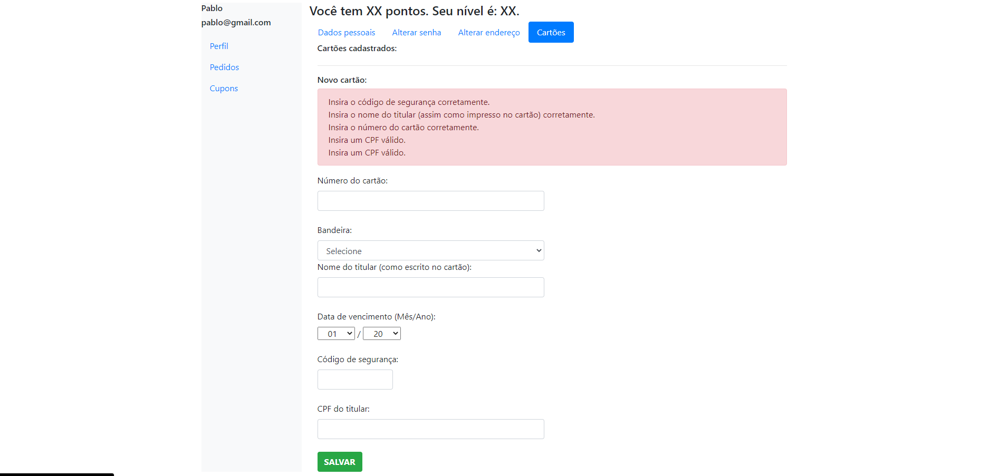 Pablo
pablo@gmail.com
Perfil
Pedidos
Cupons
Você tem XX pontos. Seu nível é: XX.
Dados pessoais Alterar senha Alterar endereço Cartões
Cartões cadastrados:
Novo cartão:
Insira o código de segurança corretamente.
Insira o nome do titular (assim como impresso no cartão) corretamente.
Insira o número do cartão corretamente.
Insira um CPF válido.
Insira um CPF válido.
Número do cartão:
Bandeira:
Selecione
Nome do titular (como escrito no cartão):
Data de vencimento (Mês/Ano):
01 / 20
Código de segurança:
CPF do titular:
SALVAR